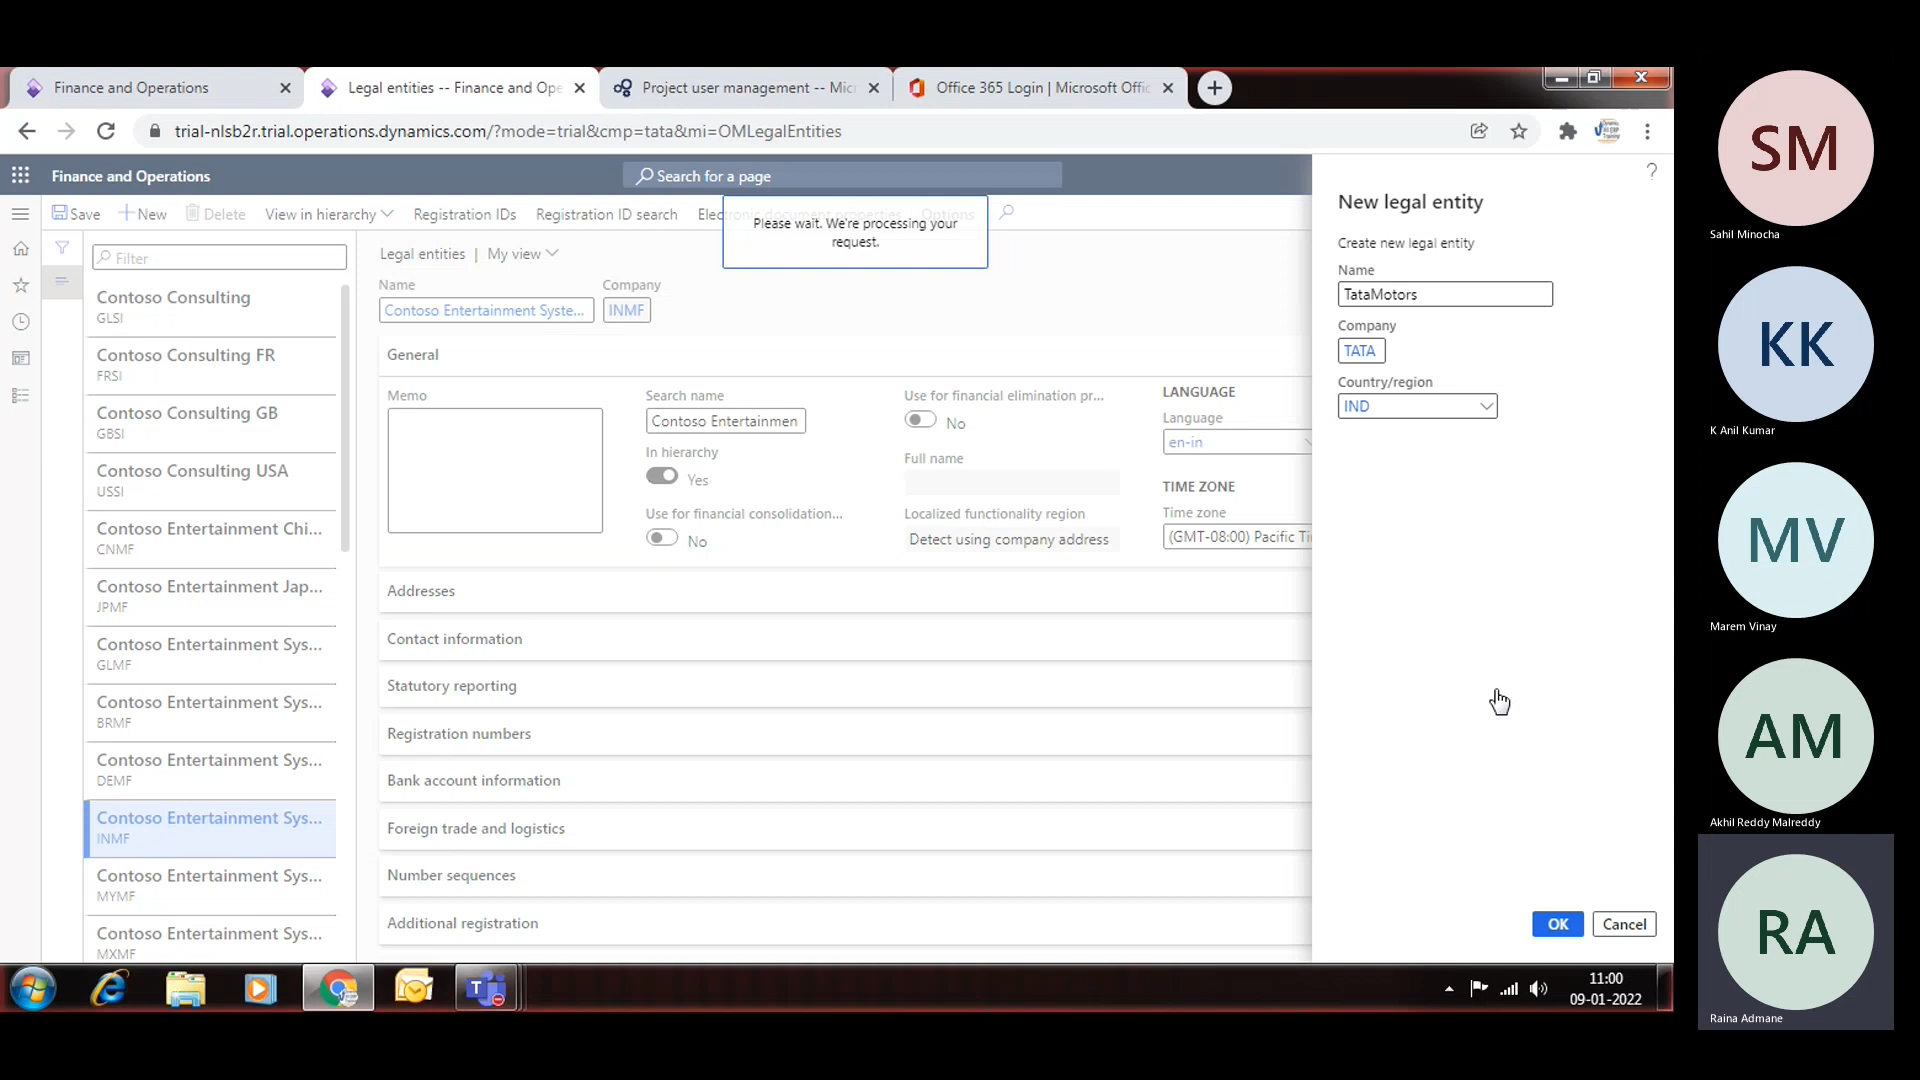 Finance and Operations
Legal entities -- Finance and Ope
Project user management -- Mic
Office 365 Login | Microsoft Offic
trial-nlsb2r.trial.operations.dynamics.com/?mode=trial&cmp=tata&mi=OMLegalEntities
Finance and Operations
Search for a page
?
Save
New
Delete
View in hierarchy
Registration IDs
Registration ID search
Electronic document properties
Options
Please wait. We're processing your
request.
Filter
Contoso Consulting
GLSI
Contoso Consulting FR
FRSI
Contoso Consulting GB
GBSI
Contoso Consulting USA
USSI
Contoso Entertainment Chi...
CNMF
Contoso Entertainment Jap...
JPMF
Contoso Entertainment Sys...
GLMF
Contoso Entertainment Sys...
BRMF
Contoso Entertainment Sys...
DEMF
Contoso Entertainment Sys...
INMF
Contoso Entertainment Sys...
MYMF
Contoso Entertainment Sys...
MXMF
Legal entities | My view
Name
Contoso Entertainment Syste...
Company
INMF
General
Memo
Search name
Contoso Entertainmen
In hierarchy
Yes
Use for financial consolidation...
No
Use for financial elimination pr...
No
Full name
Localized functionality region
Detect using company address
LANGUAGE
Language
en-in
TIME ZONE
Time zone
(GMT-08:00) Pacific Ti
Addresses
Contact information
Statutory reporting
Registration numbers
Bank account information
Foreign trade and logistics
Number sequences
Additional registration
New legal entity
Create new legal entity
Name
TataMotors
Company
TATA
Country/region
IND
OK
Cancel
11:00
09-01-2022
SM
Sahil Minocha
KK
K Anil Kumar
MV
Marem Vinay
AM
Akhil Reddy Malreddy
RA
Raina Admane